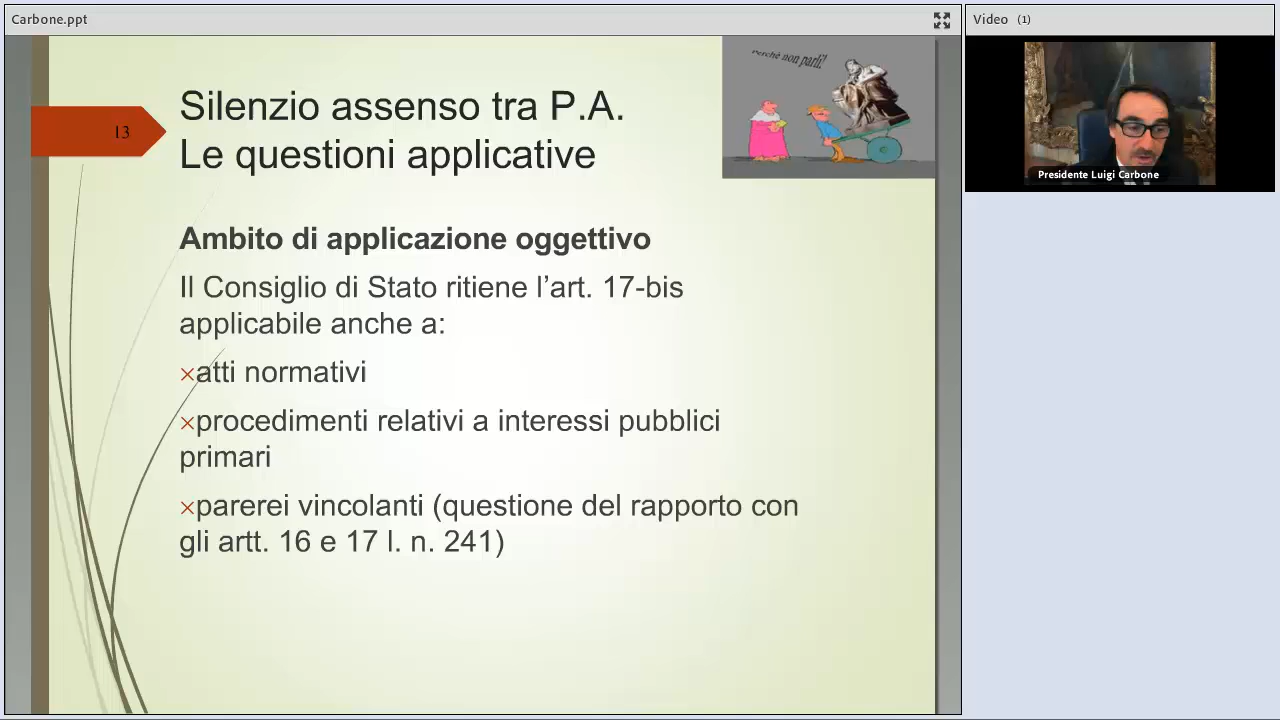 Carbone.ppt
Video (1)
Perchè non parli!
13
Silenzio assenso tra P.A.
Le questioni applicative
Presidente Luigi Carbone
Ambito di applicazione oggettivo
Il Consiglio di Stato ritiene l’art. 17-bis
applicabile anche a:
×atti normativi
×procedimenti relativi a interessi pubblici
primari
×parerei vincolanti (questione del rapporto con
gli artt. 16 e 17 l. n. 241)